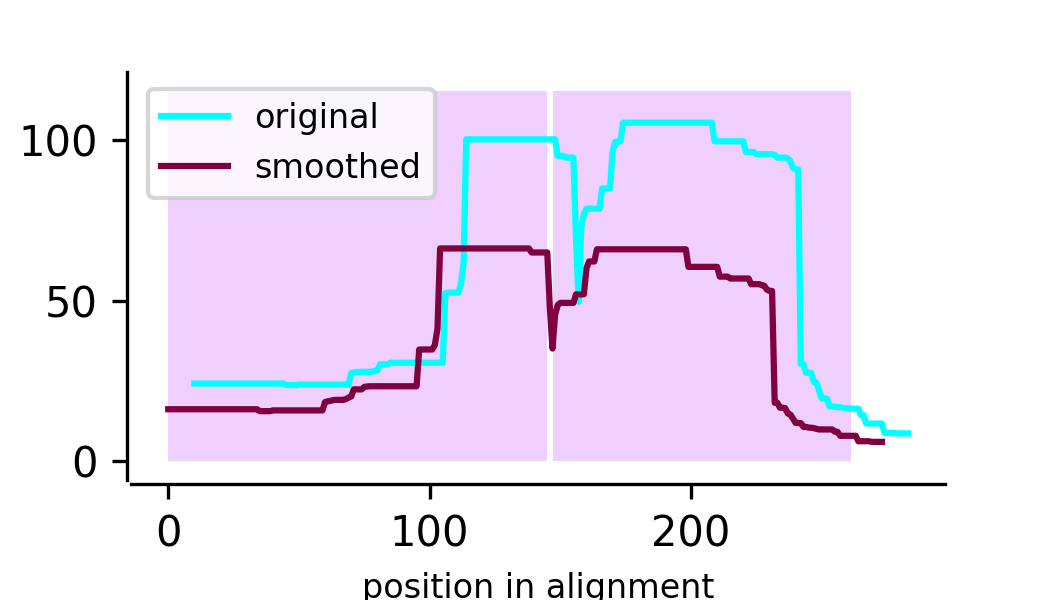 original
smoothed
100
50
0
0 100 200
position in alignment